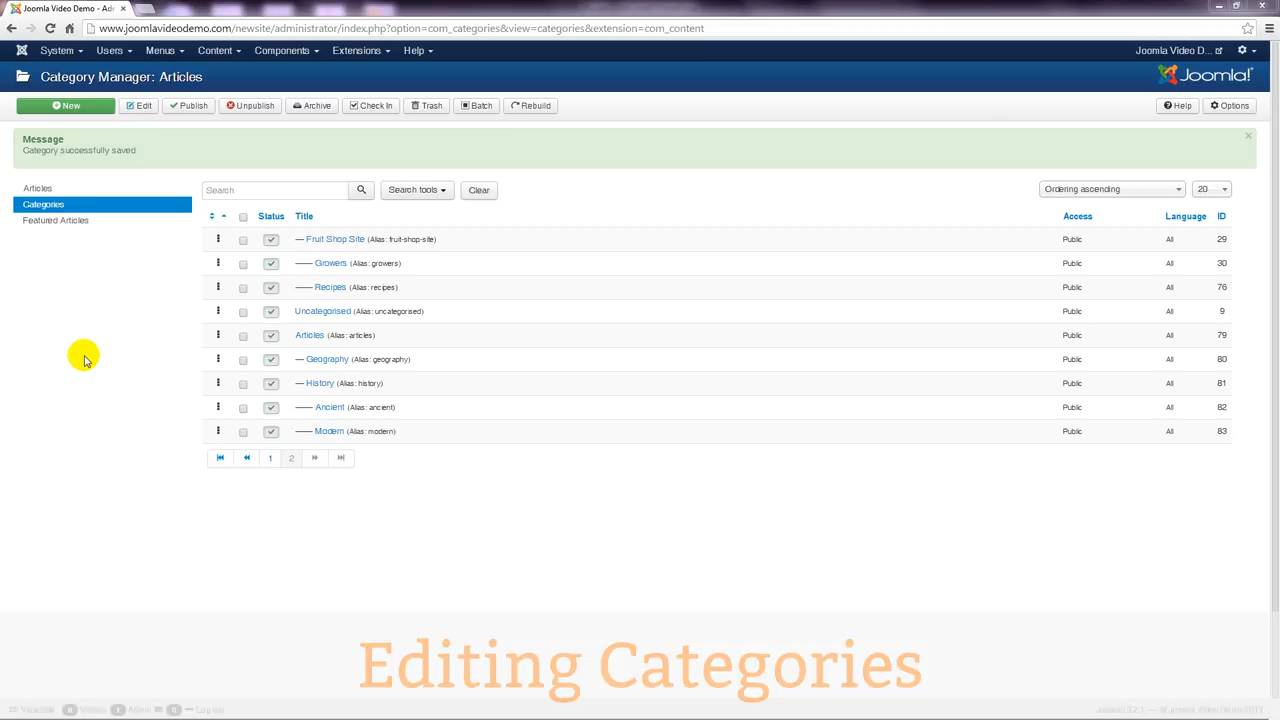 Joomla Video Demo - Adm
www.joomlavideodemo.com/newsite/administrator/index.php?option=com_categories&view=categories&extension=com_content
System Users Menus Content Components Extensions Help Joomla Video D...
Category Manager: Articles Joomla!
New Edit Publish Unpublish Archive Check In Trash Batch Rebuild Help Options
Message
Category successfully saved
Articles
Categories
Featured Articles
Search Search tools Clear Ordering ascending 20
Status Title Access Language ID
— Fruit Shop Site (Alias: fruit-shop-site) Public All 29
—— Growers (Alias: growers) Public All 30
—— Recipes (Alias: recipes) Public All 76
Uncategorised (Alias: uncategorised) Public All 9
Articles (Alias: articles) Public All 79
— Geography (Alias: geography) Public All 80
— History (Alias: history) Public All 81
—— Ancient (Alias: ancient) Public All 82
—— Modern (Alias: modern) Public All 83
1 2
Editing Categories